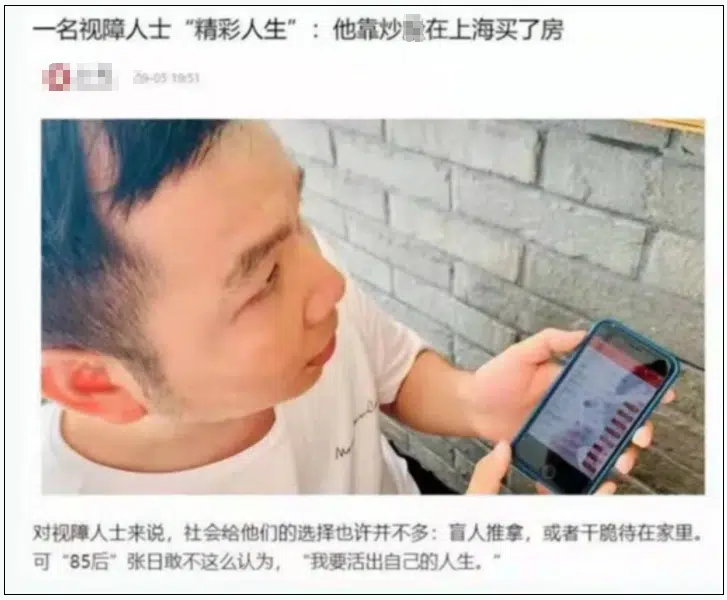 一名视障人士“精彩人生”：他靠炒在上海买了房
09-05 19:51
对视障人士来说，社会给他们的选择也许并不多：盲人推拿，或者干脆待在家里。
可“85后”张日敢不这么认为，“我要活出自己的人生。”